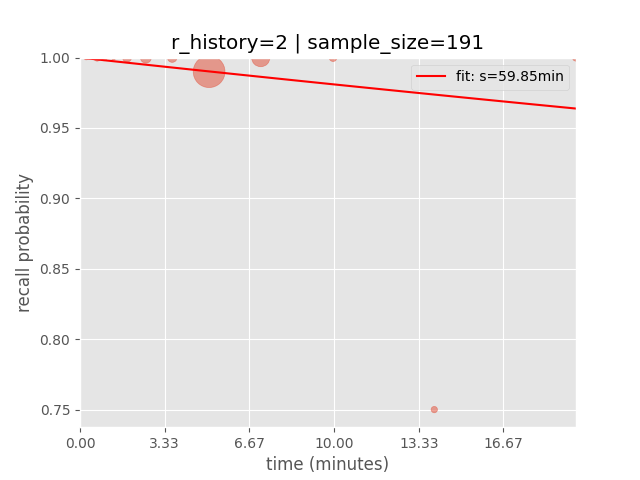 r_history=2 | sample_size=191
fit: s=59.85min
recall probability
1.00
0.95
0.90
0.85
0.80
0.75
0.00 3.33 6.67 10.00 13.33 16.67
time (minutes)